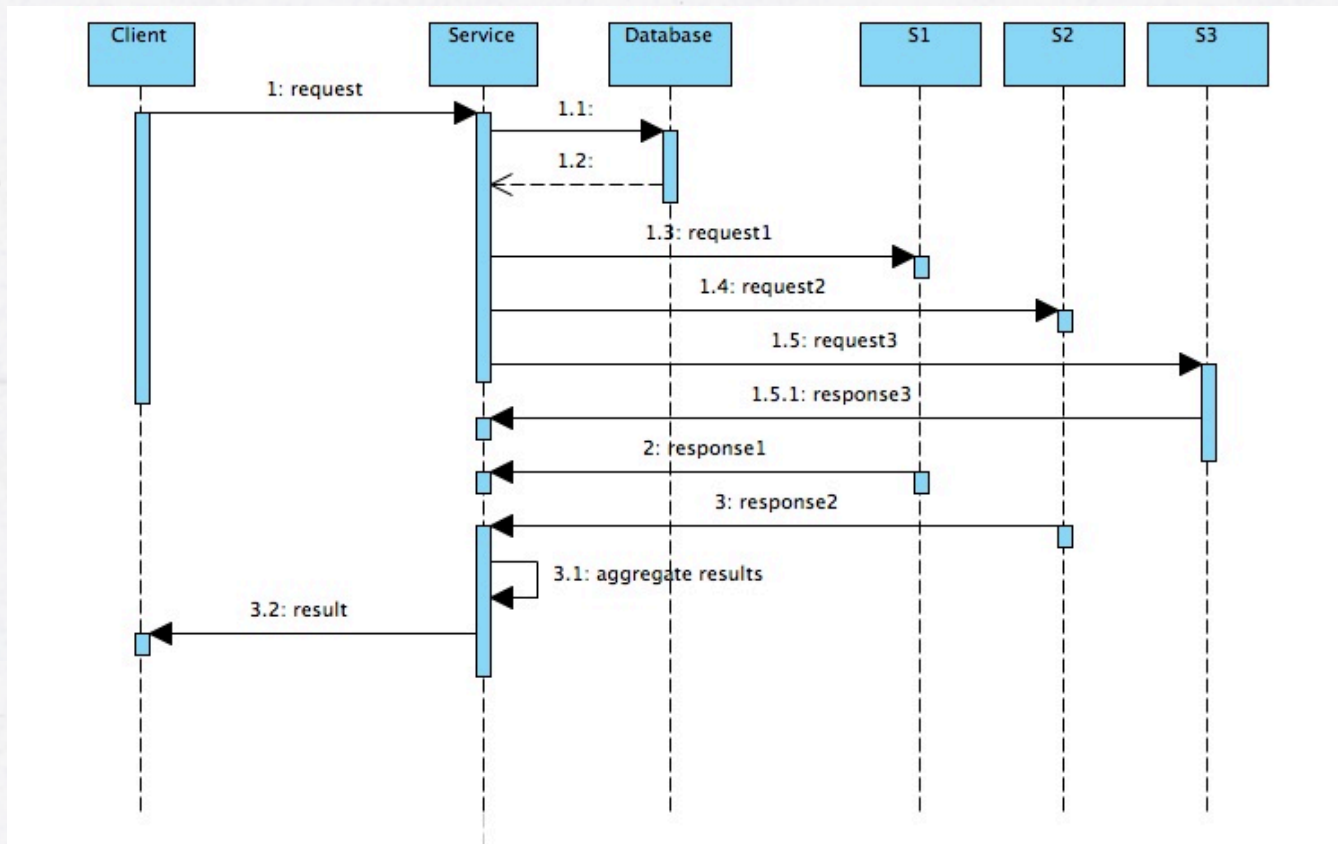 Client
Service
Database
S1
S2
S3
1: request
1.1:
1.2:
1.3: request1
1.4: request2
1.5: request3
1.5.1: response3
2: response1
3: response2
3.1: aggregate results
3.2: result